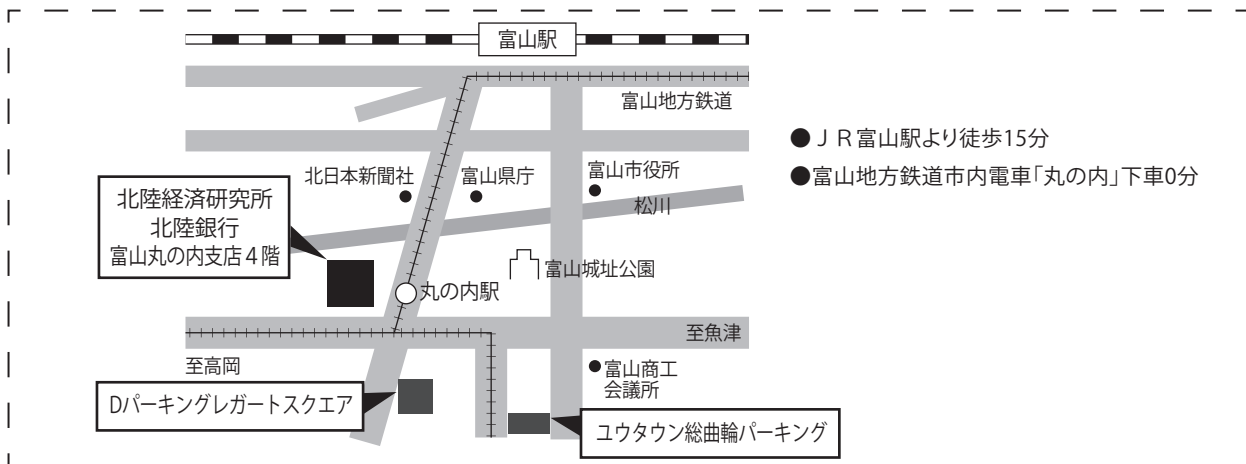 富山駅
富山地方鉄道
●ＪＲ富山駅より徒歩15分
●富山地方鉄道市内電車「丸の内」下車0分
北日本新聞社
富山県庁
富山市役所
松川
北陸経済研究所
北陸銀行
富山丸の内支店４階
富山城址公園
丸の内駅
至魚津
至高岡
富山商工
会議所
Dパーキングレガートスクエア
ユウタウン総曲輪パーキング